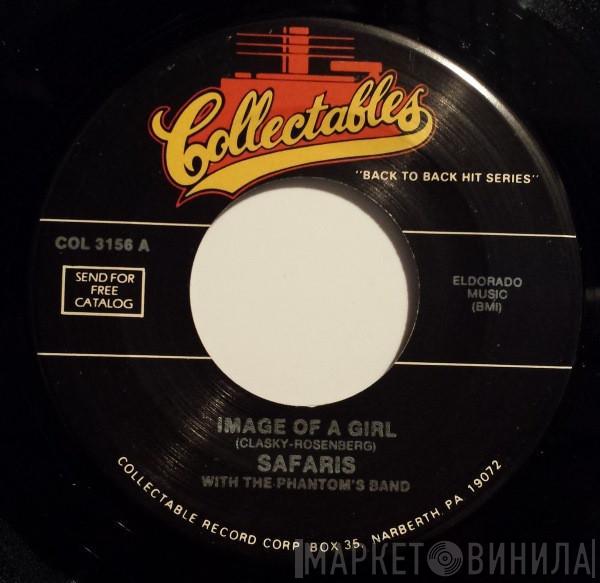 Collectables
"BACK TO BACK HIT SERIES"
COL 3156 A
SEND FOR
FREE
CATALOG
ELDORADO
MUSIC
(BMI)
IMAGE OF A GIRL
(CLASKY-ROSENBERG)
SAFARIS
WITH THE PHANTOM'S BAND
COLLECTABLE RECORD CORP BOX 35, NARBERTH, PA 19072
МАРКЕТ ВИНИЛА